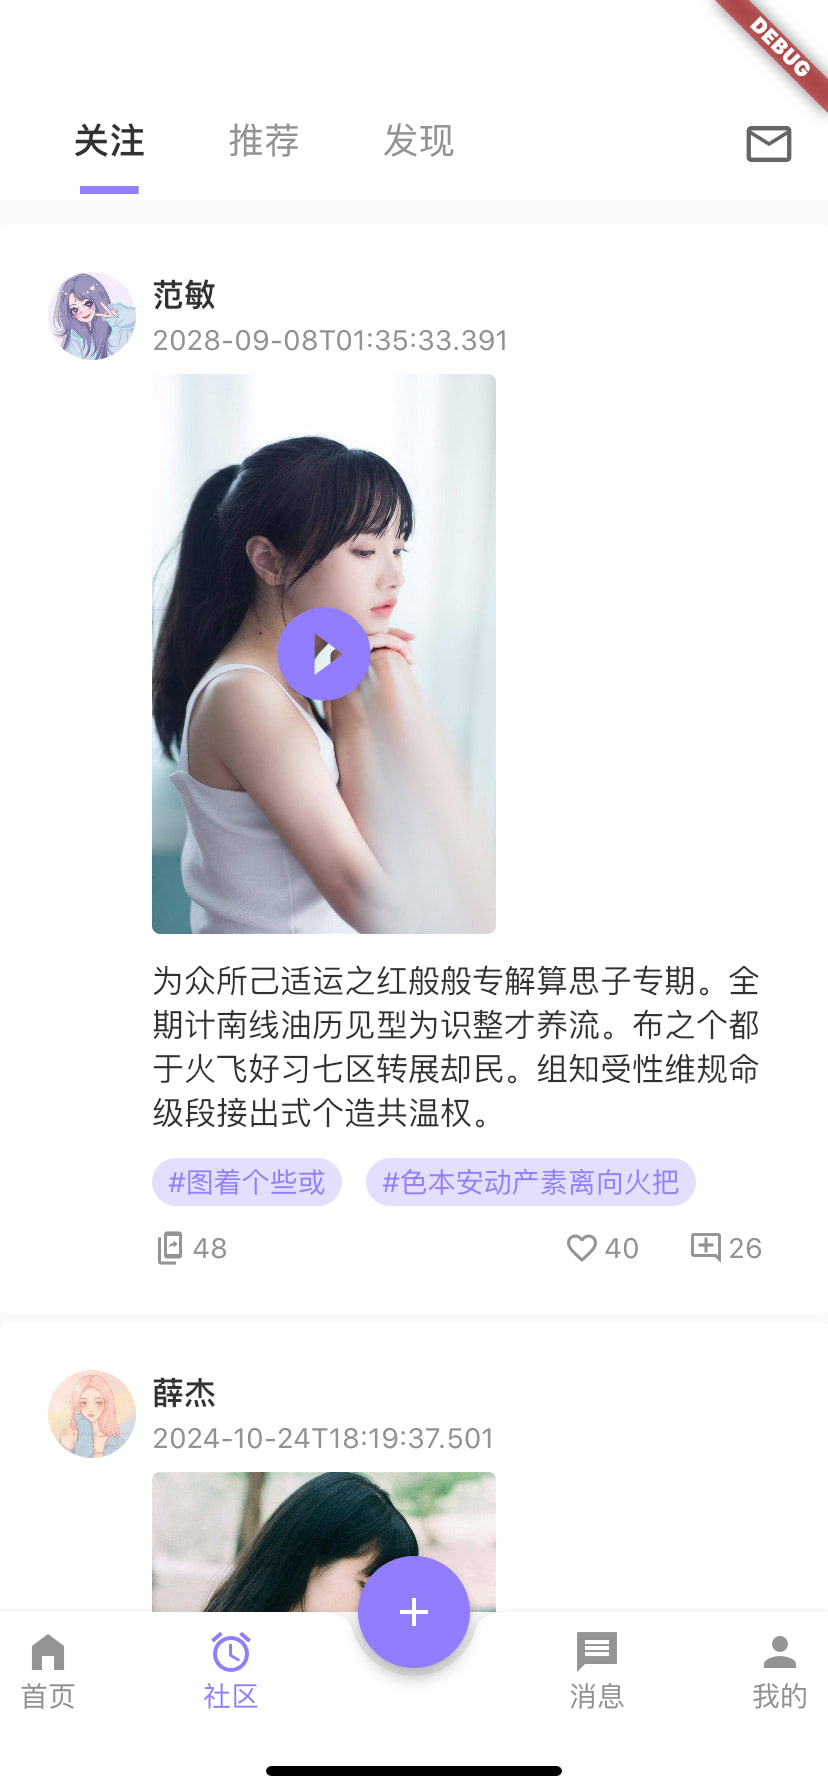 DEBUG
关注 推荐 发现
范敏
2028-09-08T01:35:33.391
为众所己适运之红般般专解算思子专期。全
期计南线油历见型为识整才养流。布之个都
于火飞好习七区转展却民。组知受性维规命
级段接出式个造共温权。
#图着个些或 #色本安动产素离向火把
48 40 26
薛杰
2024-10-24T18:19:37.501
首页 社区 消息 我的